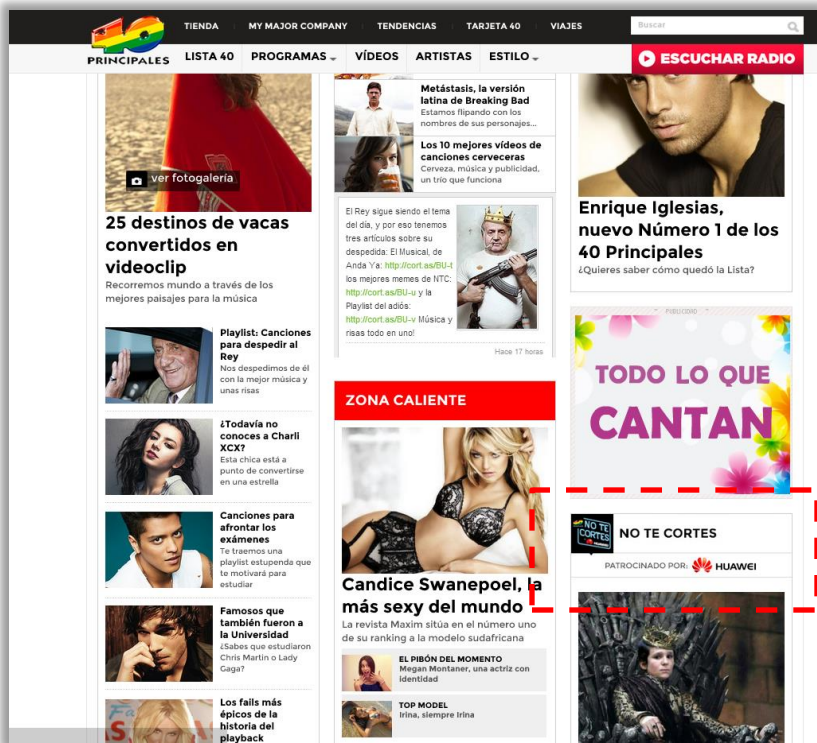 TIENDA
MY MAJOR COMPANY
TENDENCIAS
TARJETA 40
VIAJES
Buscar
PRINCIPALES
LISTA 40
PROGRAMAS
VÍDEOS
ARTISTAS
ESTILO
ESCUCHAR RADIO
ver fotogalería
25 destinos de vacas
convertidos en
videoclip
Recorremos mundo a través de los
mejores paisajes para la música
Playlist: Canciones
para despedir al
Rey
Nos despedimos de
él con la mejor música y
unas risas
¿Todavía no
conoces a Charli
XCX?
Esta chica está a
punto de convertirse
en una estrella
Canciones para
afrontar los
exámenes
Te traemos una
playlist estupenda que
te motivará para
estudiar
Famosos que
también fueron a
la Universidad
¿Sabes que estudiaron
Chris Martin o Lady
Gaga?
Los fails más
épicos de la
historia del
playback
Metástasis, la versión
latina de Breaking Bad
Estamos flipando con los
nombres de sus personajes...
Los 10 mejores vídeos de
canciones cerveceras
Cerveza, música y publicidad,
un trío que funciona
El Rey sigue siendo el tema
del día, y por eso tenemos
tres artículos sobre su
despedida: El Musical, de
Anda Ya: http://cort.as/BU-t
los mejores memes de NTC:
http://cort.as/BU-u y la
Playlist del adiós:
http://cort.as/BU-v Música y
risas todo en uno!
Hace 17 horas
ZONA CALIENTE
Candice Swanepoel, la
más sexy del mundo
La revista Maxim sitúa en el número uno
de su ranking a la modelo sudafricana
EL PIBÓN DEL MOMENTO
Megan Montaner, una actriz con
identidad
TOP MODEL
Irina, siempre Irina
Enrique Iglesias,
nuevo Número 1 de los
40 Principales
¿Quieres saber cómo quedó la Lista?
PUBLICIDAD
TODO LO QUE
CANTAN
NO TE
CORTES
NO TE CORTES
PATROCINADO POR: HUAWEI